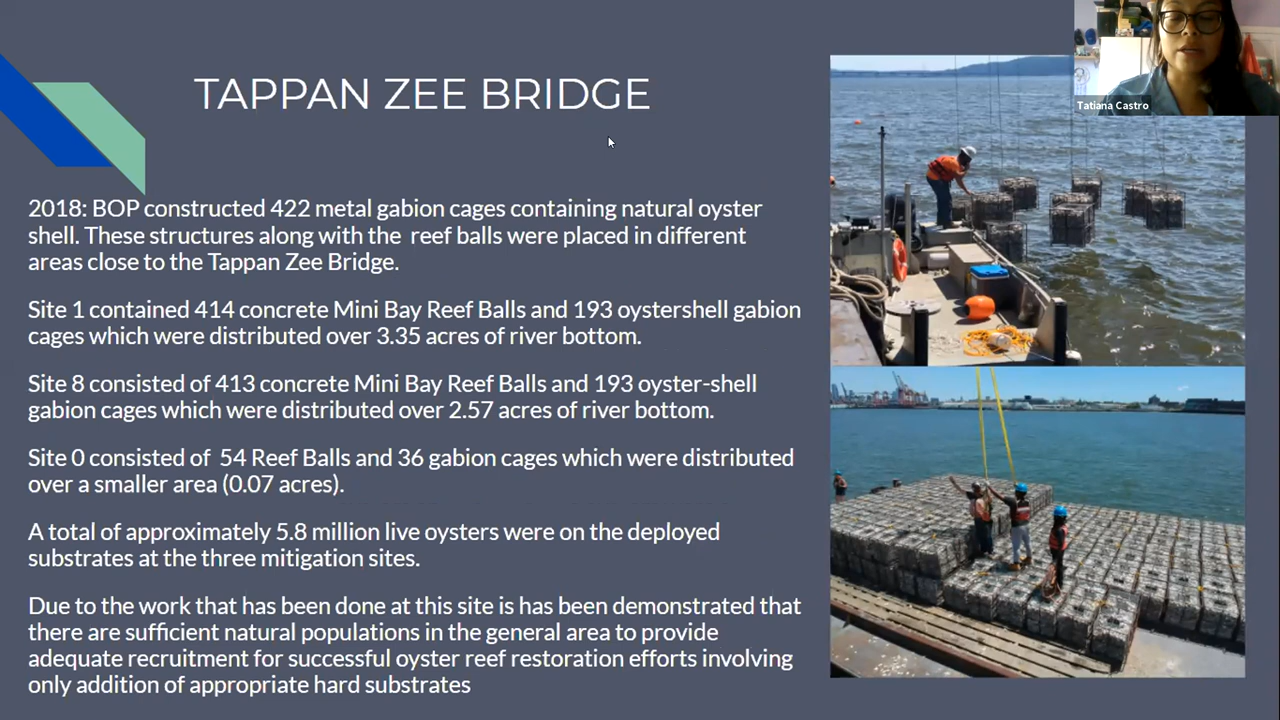 TAPPAN ZEE BRIDGE
Tatiana Castro
2018: BOP constructed 422 metal gabion cages containing natural oyster
shell. These structures along with the reef balls were placed in different
areas close to the Tappan Zee Bridge.
Site 1 contained 414 concrete Mini Bay Reef Balls and 193 oystershell gabion
cages which were distributed over 3.35 acres of river bottom.
Site 8 consisted of 413 concrete Mini Bay Reef Balls and 193 oyster-shell
gabion cages which were distributed over 2.57 acres of river bottom.
Site 0 consisted of 54 Reef Balls and 36 gabion cages which were distributed
over a smaller area (0.07 acres).
A total of approximately 5.8 million live oysters were on the deployed
substrates at the three mitigation sites.
Due to the work that has been done at this site is has been demonstrated that
there are sufficient natural populations in the general area to provide
adequate recruitment for successful oyster reef restoration efforts involving
only addition of appropriate hard substrates